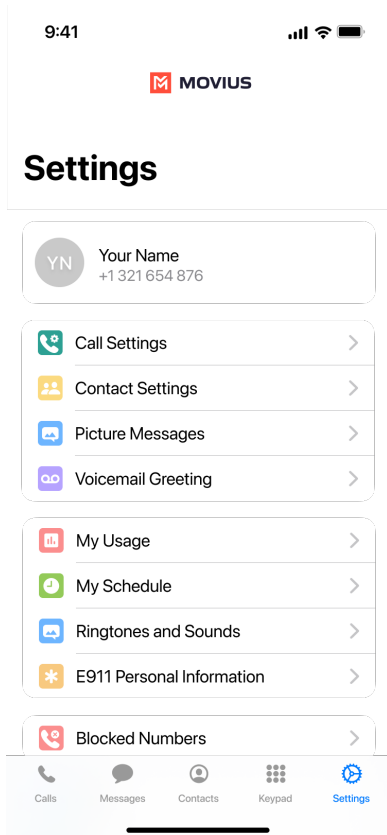 9:41
MOVIUS
Settings
YN
Your Name
+1 321 654 876
Call Settings
Contact Settings
Picture Messages
Voicemail Greeting
My Usage
My Schedule
Ringtones and Sounds
E911 Personal Information
Blocked Numbers
Calls
Messages
Contacts
Keypad
Settings